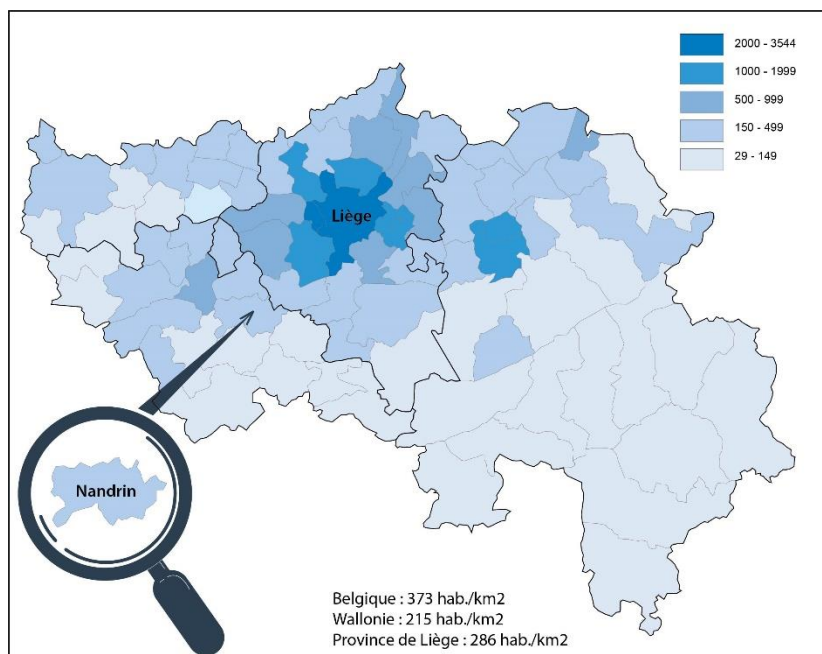 2000 - 3544
1000 - 1999
500 - 999
150 - 499
29 - 149
Liège
Nandrin
Belgique : 373 hab./km2
Wallonie : 215 hab./km2
Province de Liège : 286 hab./km2